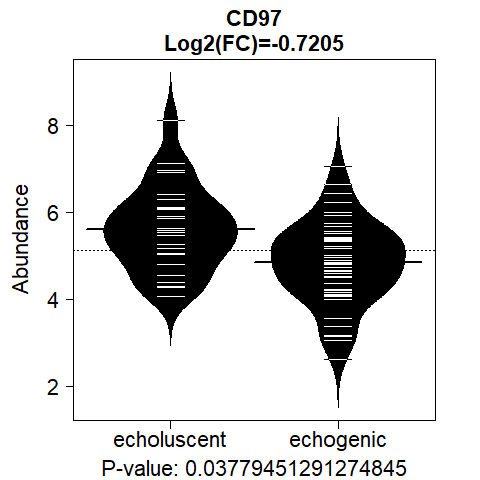 CD97
Log2(FC)=-0.7205
Abundance
8
6
4
2
echoluscent echogenic
P-value: 0.03779451291274845